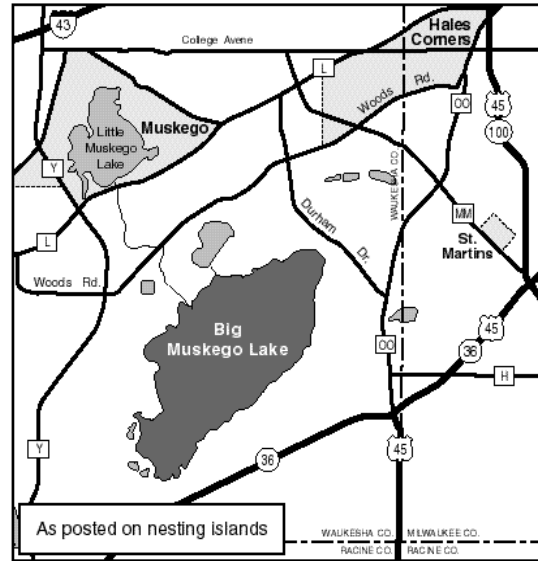 43
College Avene
Hales
Corners
L
Woods Rd.
OO
45
100
Little
Muskego
Lake
Muskego
Y
WAUKESHA CO.
MM
St.
Martins
L
Durham
Dr.
Woods Rd.
Big
Muskego Lake
45
36
OO
H
Y
36
45
As posted on nesting islands
WAUKESHA CO.
MILWAUKEE CO.
RACINE CO.
RACINE CO.